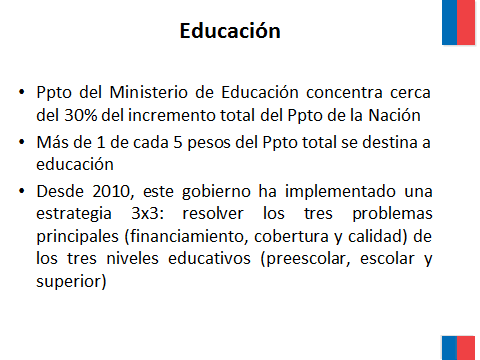 Educación
• Ppto del Ministerio de Educación concentra cerca
del 30% del incremento total del Ppto de la Nación
• Más de 1 de cada 5 pesos del Ppto total se destina a
educación
• Desde 2010, este gobierno ha implementado una
estrategia 3x3: resolver los tres problemas
principales (financiamiento, cobertura y calidad) de
los tres niveles educativos (preescolar, escolar y
superior)